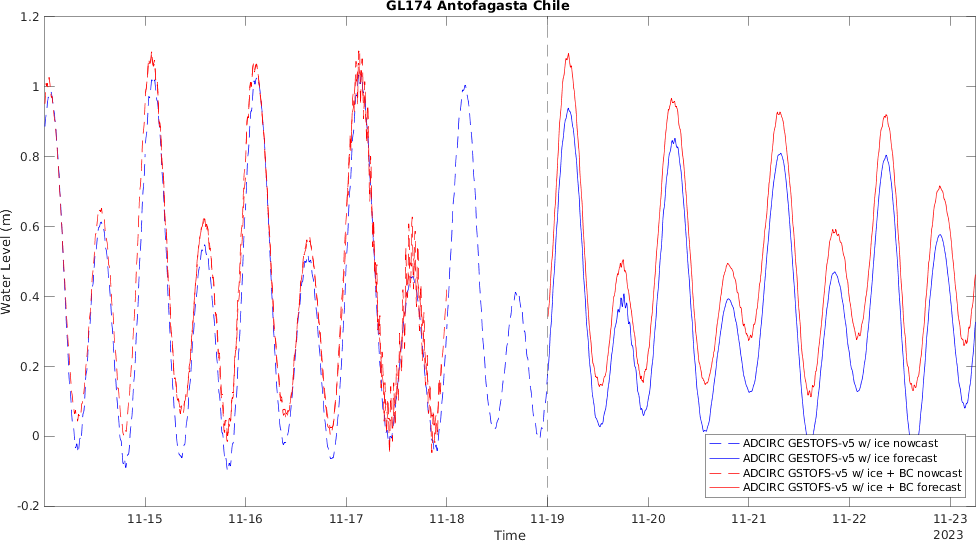 GL174 Antofagasta Chile
1.2
1
0.8
0.6
0.4
0.2
0
-0.2
Water Level (m)
ADCIRC GESTOFS-v5 w/ ice nowcast
ADCIRC GESTOFS-v5 w/ ice forecast
ADCIRC GSTOFS-v5 w/ ice + BC nowcast
ADCIRC GSTOFS-v5 w/ ice + BC forecast
11-15 11-16 11-17 11-18 11-19 11-20 11-21 11-22 11-23
Time
2023